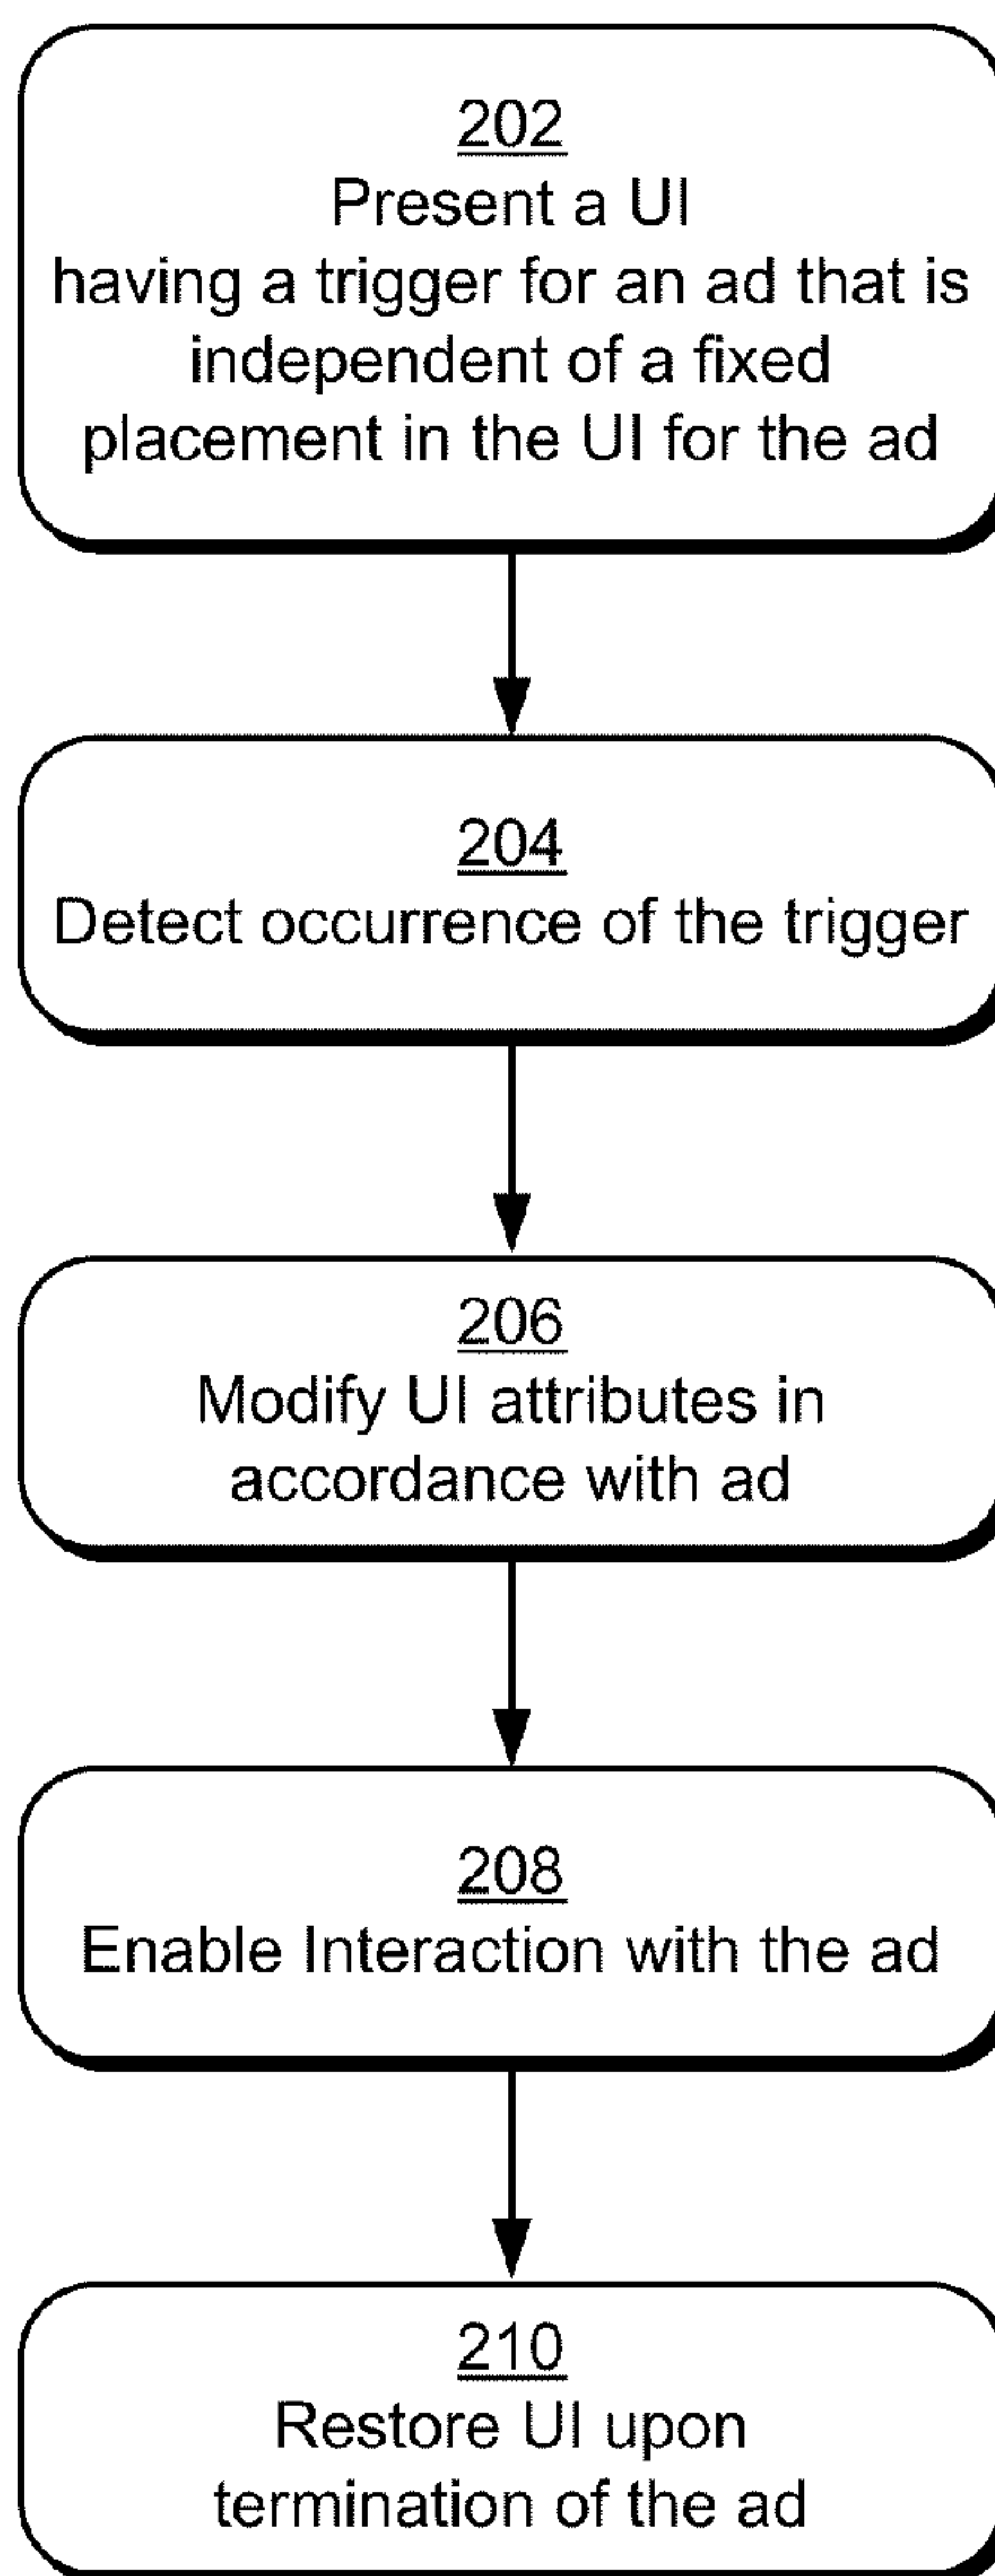 202
Present a UI
having a trigger for an ad that is
independent of a fixed
placement in the UI for the ad
204
Detect occurrence of the trigger
206
Modify UI attributes in
accordance with ad
208
Enable Interaction with the ad
210
Restore UI upon
termination of the ad